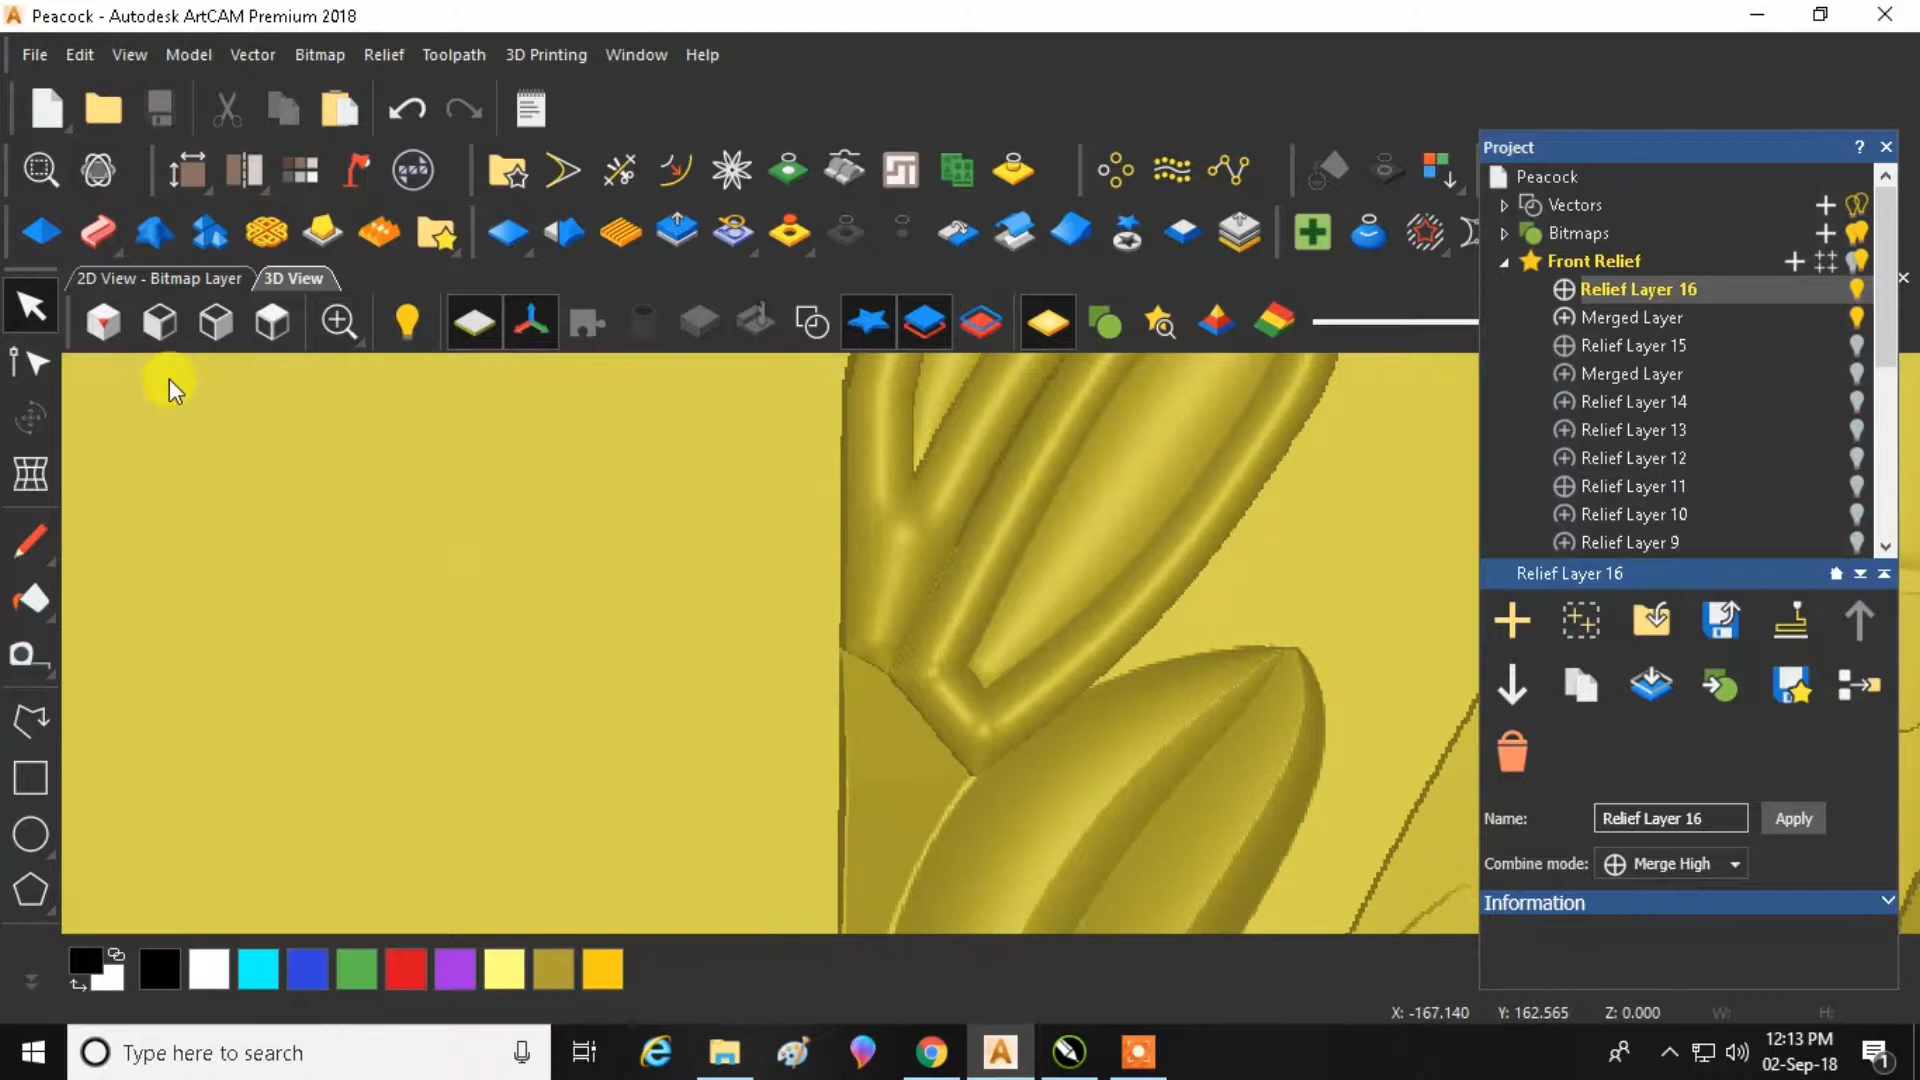 Peacock - Autodesk ArtCAM Premium 2018
File Edit View Model Vector Bitmap Relief Toolpath 3D Printing Window Help
Project
Peacock
Vectors
Bitmaps
Front Relief
Relief Layer 16
Merged Layer
Relief Layer 15
Merged Layer
Relief Layer 14
Relief Layer 13
Relief Layer 12
Relief Layer 11
Relief Layer 10
Relief Layer 9
2D View - Bitmap Layer 3D View
Relief Layer 16
Name: Relief Layer 16 Apply
Combine mode: Merge High
Information
X: -167.140 Y: 162.565 Z: 0.000 W: H:
Type here to search
12:13 PM
02-Sep-18
1